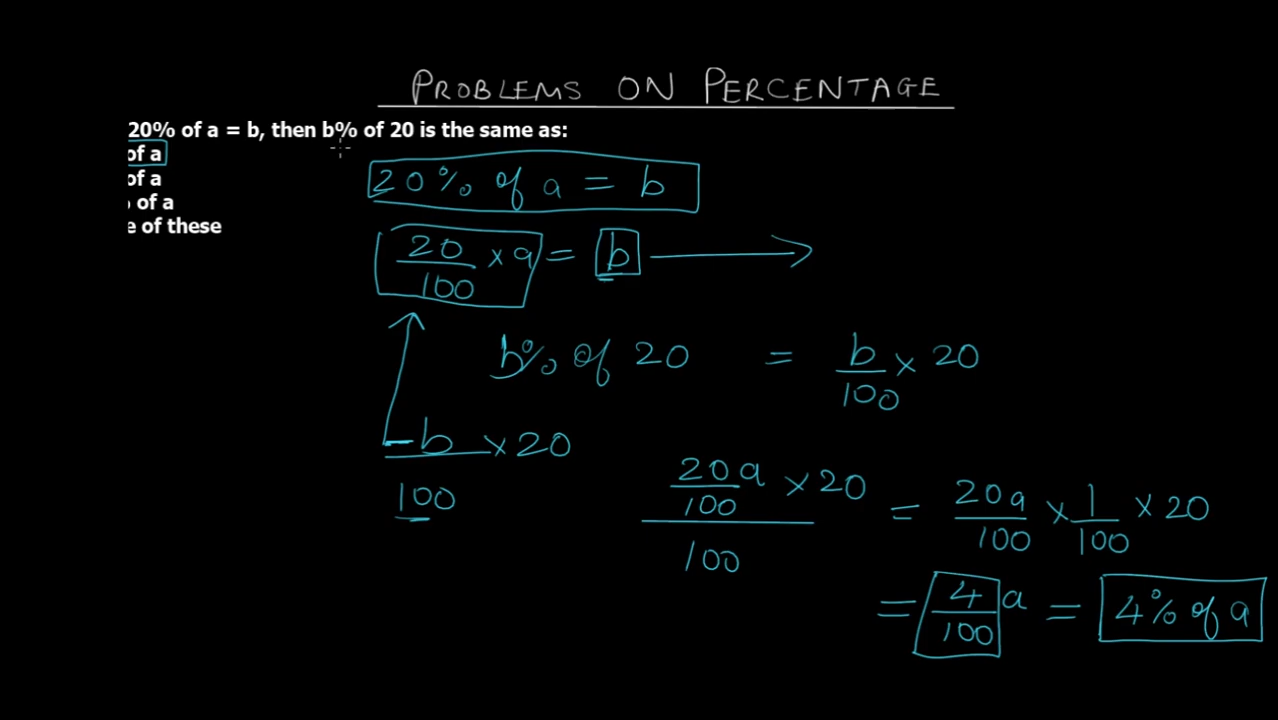 PROBLEMS ON PERCENTAGE
20% of a = b, then b% of 20 is the same as:
of a
of a
of a
e of these
20% of a = b
20/100 × a = b
b% of 20 = b/100 × 20
b/100 × 20
20a/100 × 20 / 100 = 20a/100 × 1/100 × 20
= 4/100 a = 4% of a